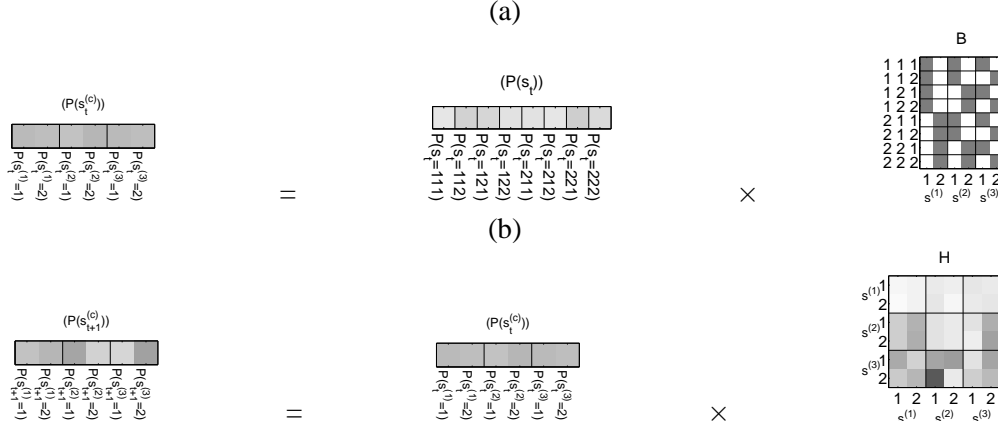 (a)
B
(P(s_t^(c)))
(P(s_t))
1 1 1
1 1 2
1 2 1
1 2 2
2 1 1
2 1 2
2 2 1
2 2 2
P(s_t^(1)=1)
P(s_t^(1)=2)
P(s_t^(2)=1)
P(s_t^(2)=2)
P(s_t^(3)=1)
P(s_t^(3)=2)
=
P(s_t=111)
P(s_t=112)
P(s_t=121)
P(s_t=122)
P(s_t=211)
P(s_t=212)
P(s_t=221)
P(s_t=222)
×
1 2 1 2 1 2
s^(1) s^(2) s^(3)
(b)
H
(P(s_{t+1}^(c)))
(P(s_t^(c)))
s^(1) 1
2
s^(2) 1
2
s^(3) 1
2
P(s_{t+1}^(1)=1)
P(s_{t+1}^(1)=2)
P(s_{t+1}^(2)=1)
P(s_{t+1}^(2)=2)
P(s_{t+1}^(3)=1)
P(s_{t+1}^(3)=2)
=
P(s_t^(1)=1)
P(s_t^(1)=2)
P(s_t^(2)=1)
P(s_t^(2)=2)
P(s_t^(3)=1)
P(s_t^(3)=2)
×
1 2 1 2 1 2
s^(1) s^(2) s^(3)